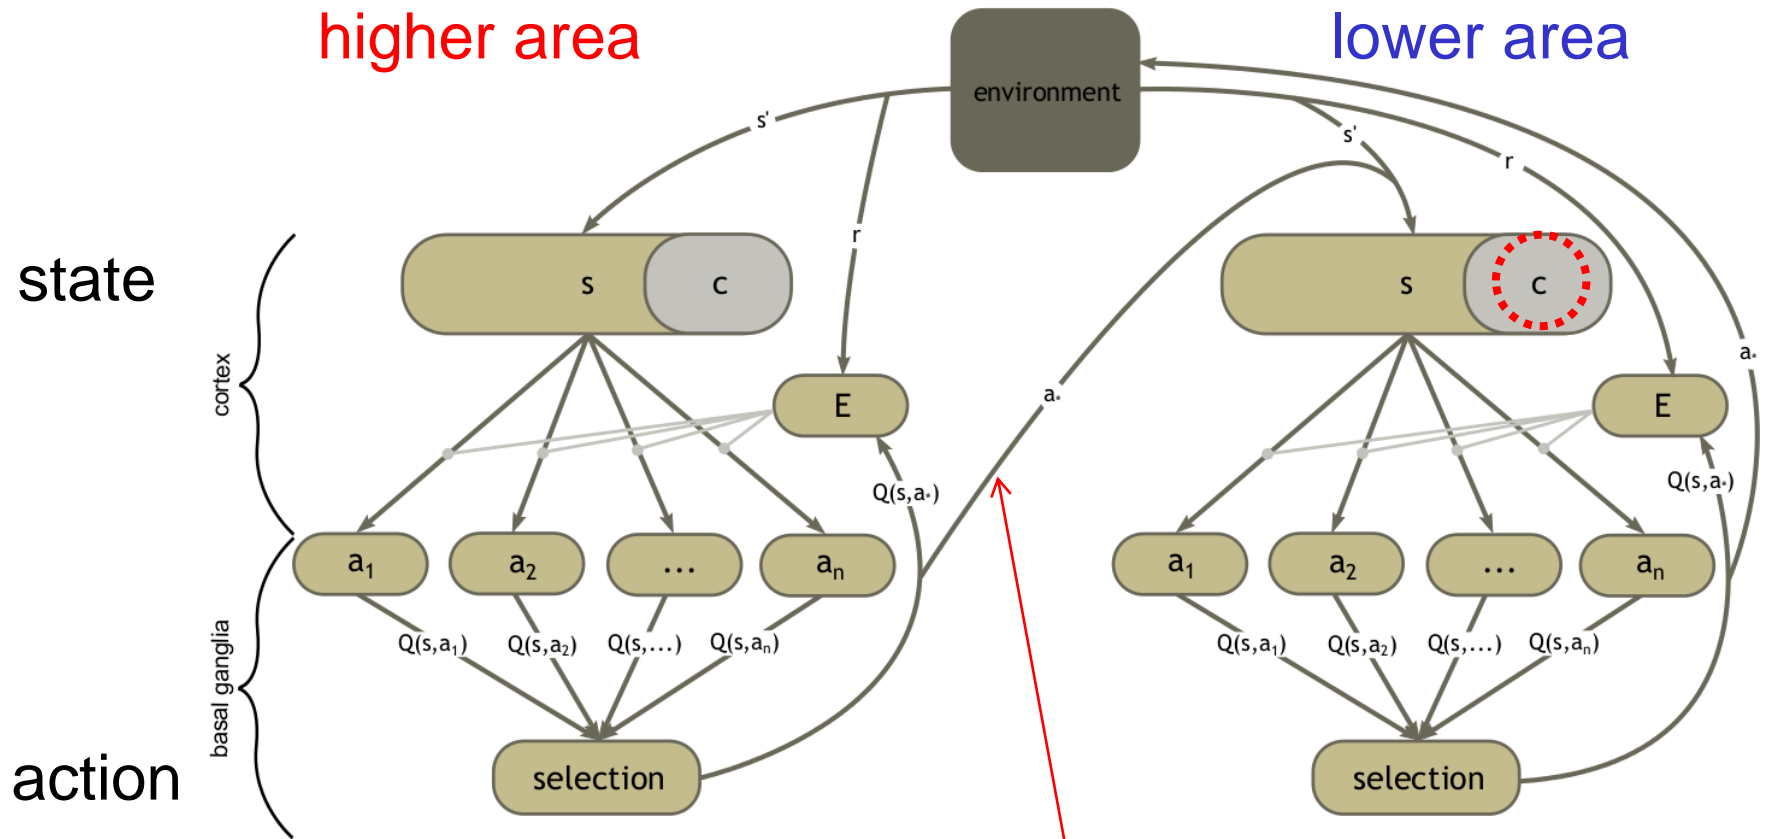 higher area
lower area
environment
s'
s'
r
r
state
s
c
s
c
cortex
a*
a*
E
E
Q(s,a*)
Q(s,a*)
a1
a2
...
an
a1
a2
...
an
basal ganglia
Q(s,a1)
Q(s,a2)
Q(s,...)
Q(s,an)
Q(s,a1)
Q(s,a2)
Q(s,...)
Q(s,an)
action
selection
selection